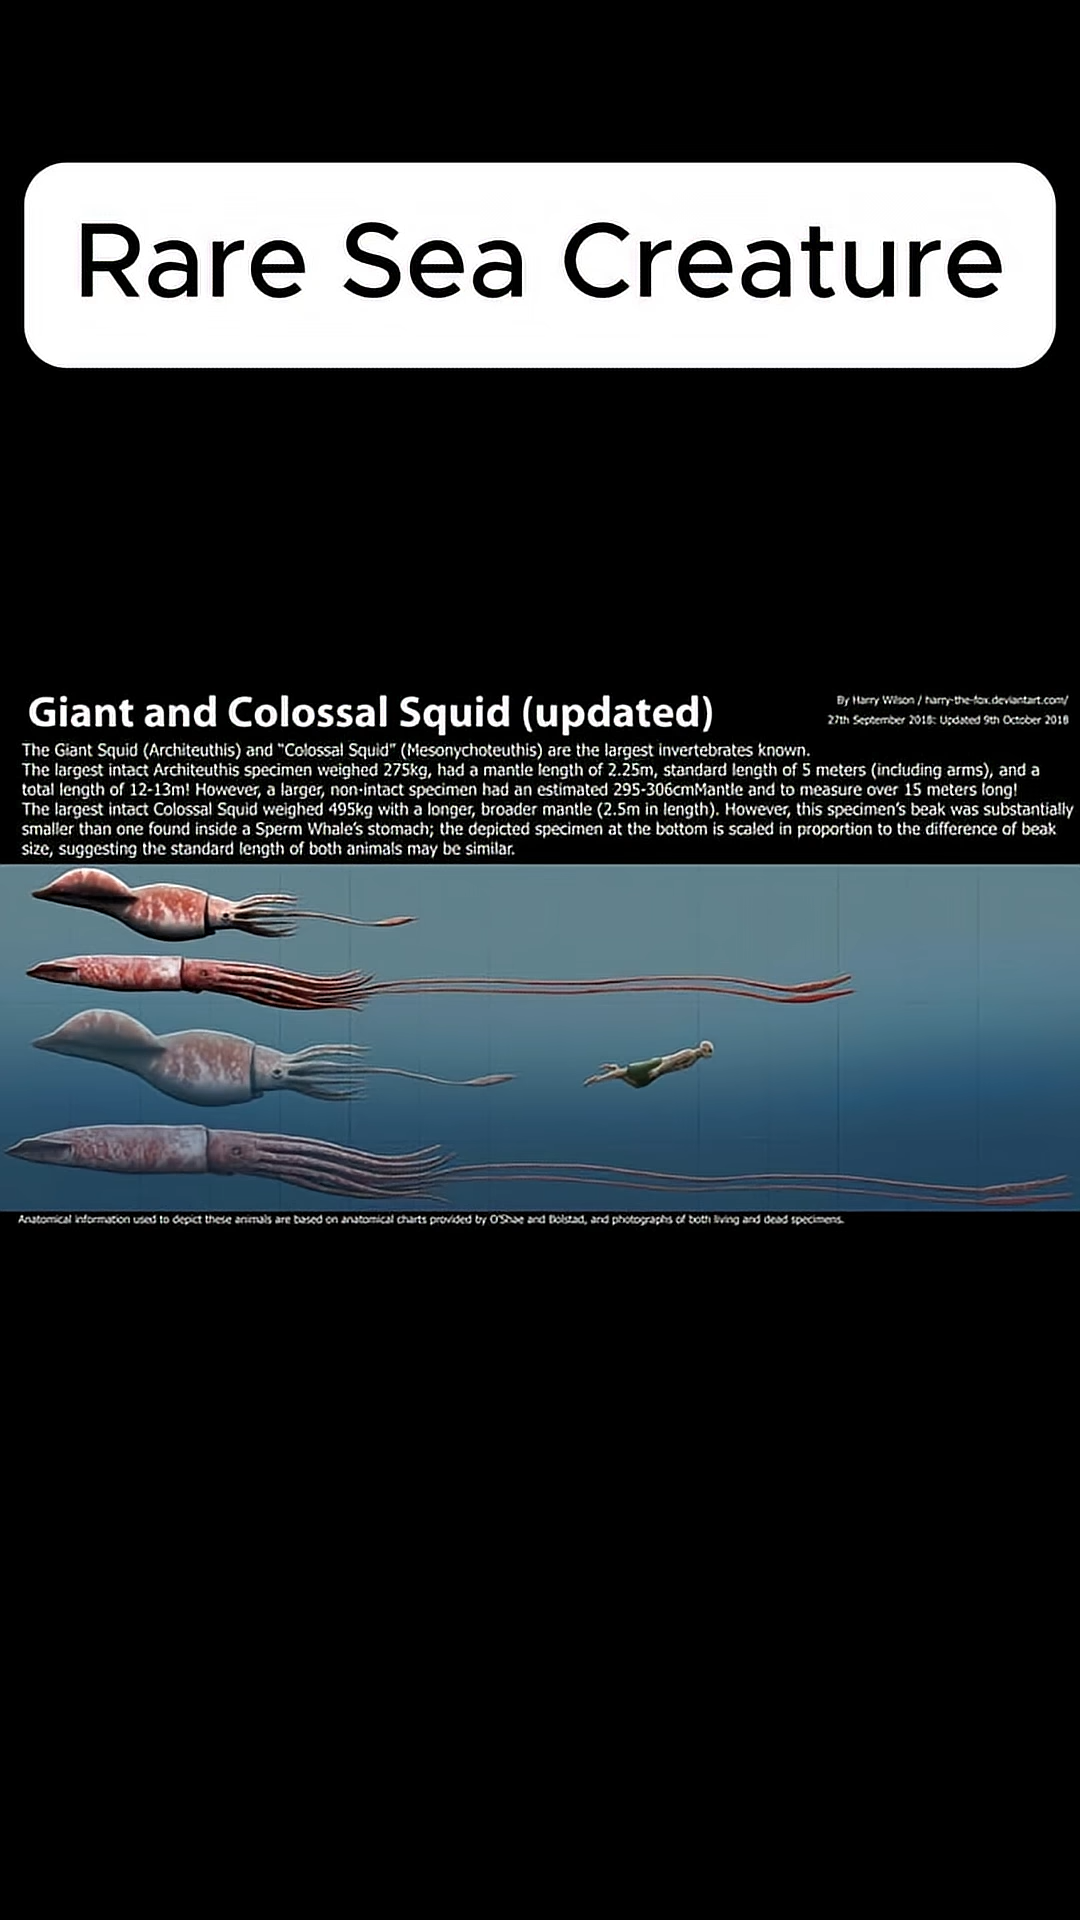 Rare Sea Creature
Giant and Colossal Squid (updated)
By Harry Wilson / harry-the-fox.deviantart.com/
27th September 2018: Updated 9th October 2018
The Giant Squid (Architeuthis) and "Colossal Squid" (Mesonychoteuthis) are the largest invertebrates known.
The largest intact Architeuthis specimen weighed 275kg, had a mantle length of 2.25m, standard length of 5 meters (including arms), and a
total length of 12-13m! However, a larger, non-intact specimen had an estimated 295-306cmMantle and to measure over 15 meters long!
The largest intact Colossal Squid weighed 495kg with a longer, broader mantle (2.5m in length). However, this specimen's beak was substantially
smaller than one found inside a Sperm Whale's stomach; the depicted specimen at the bottom is scaled in proportion to the difference of beak
size, suggesting the standard length of both animals may be similar.
Anatomical information used to depict these animals are based on anatomical charts provided by O'Shae and Bolstad, and photographs of both living and dead specimens.